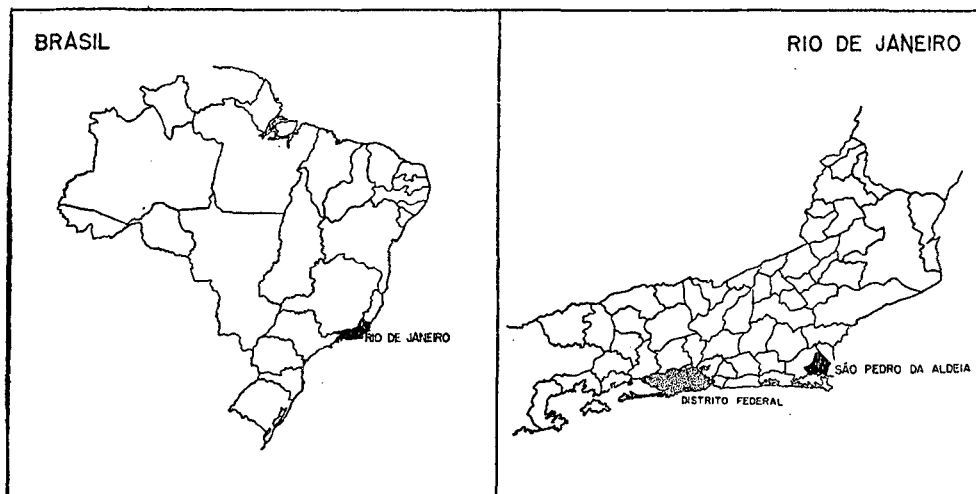 BRASIL
RIO DE JANEIRO
RIO DE JANEIRO
SÃO PEDRO DA ALDEIA
DISTRITO FEDERAL